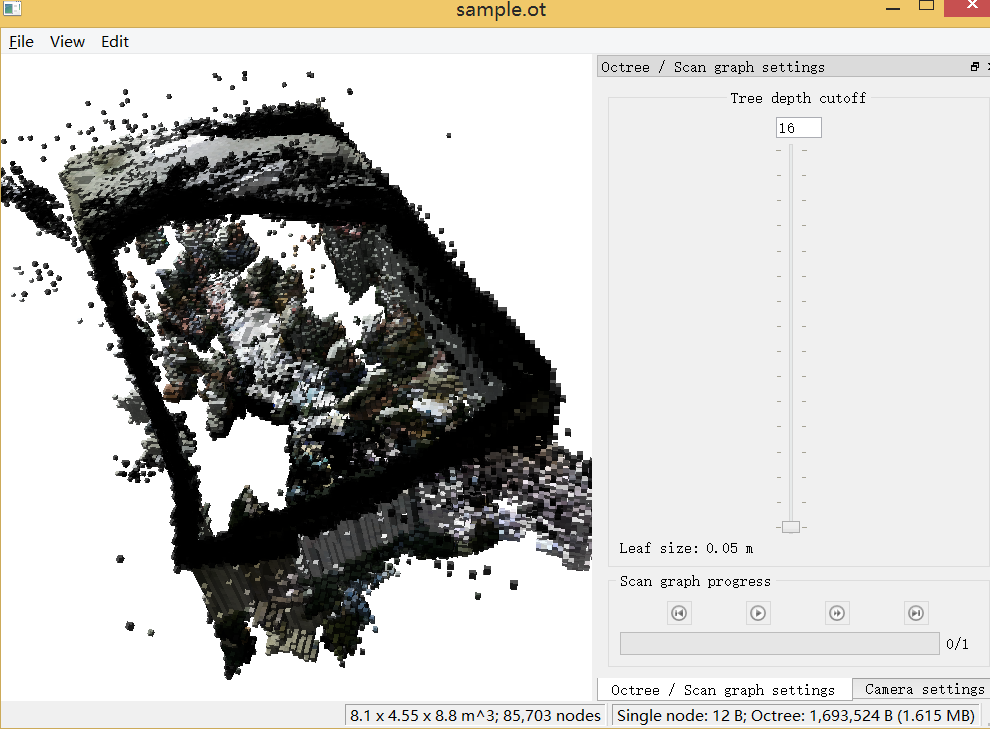 sample.ot
File View Edit
Octree / Scan graph settings
Tree depth cutoff
16
Leaf size: 0.05 m
Scan graph progress
0/1
Octree / Scan graph settings Camera settings
8.1 x 4.55 x 8.8 m^3; 85,703 nodes Single node: 12 B; Octree: 1,693,524 B (1.615 MB)